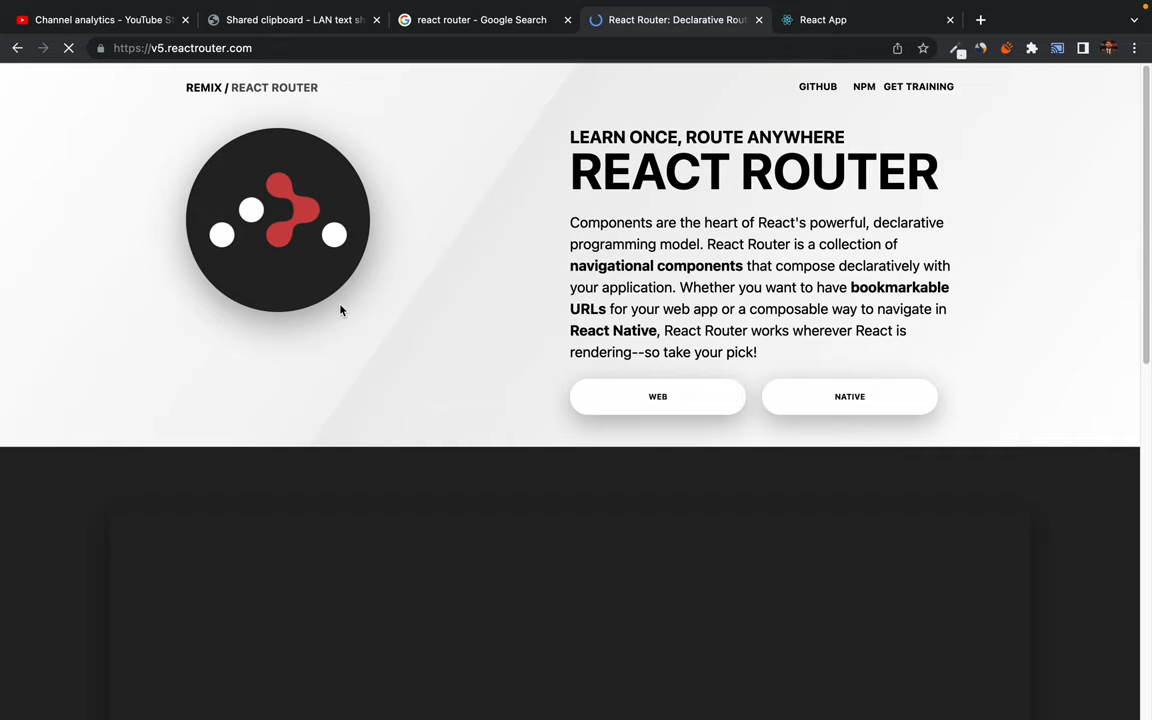 Channel analytics - YouTube St
Shared clipboard - LAN text sh
react router - Google Search
React Router: Declarative Rout
React App
https://v5.reactrouter.com
REMIX / REACT ROUTER
GITHUB NPM GET TRAINING
LEARN ONCE, ROUTE ANYWHERE
REACT ROUTER
Components are the heart of React's powerful, declarative
programming model. React Router is a collection of
navigational components that compose declaratively with
your application. Whether you want to have bookmarkable
URLs for your web app or a composable way to navigate in
React Native, React Router works wherever React is
rendering--so take your pick!
WEB
NATIVE